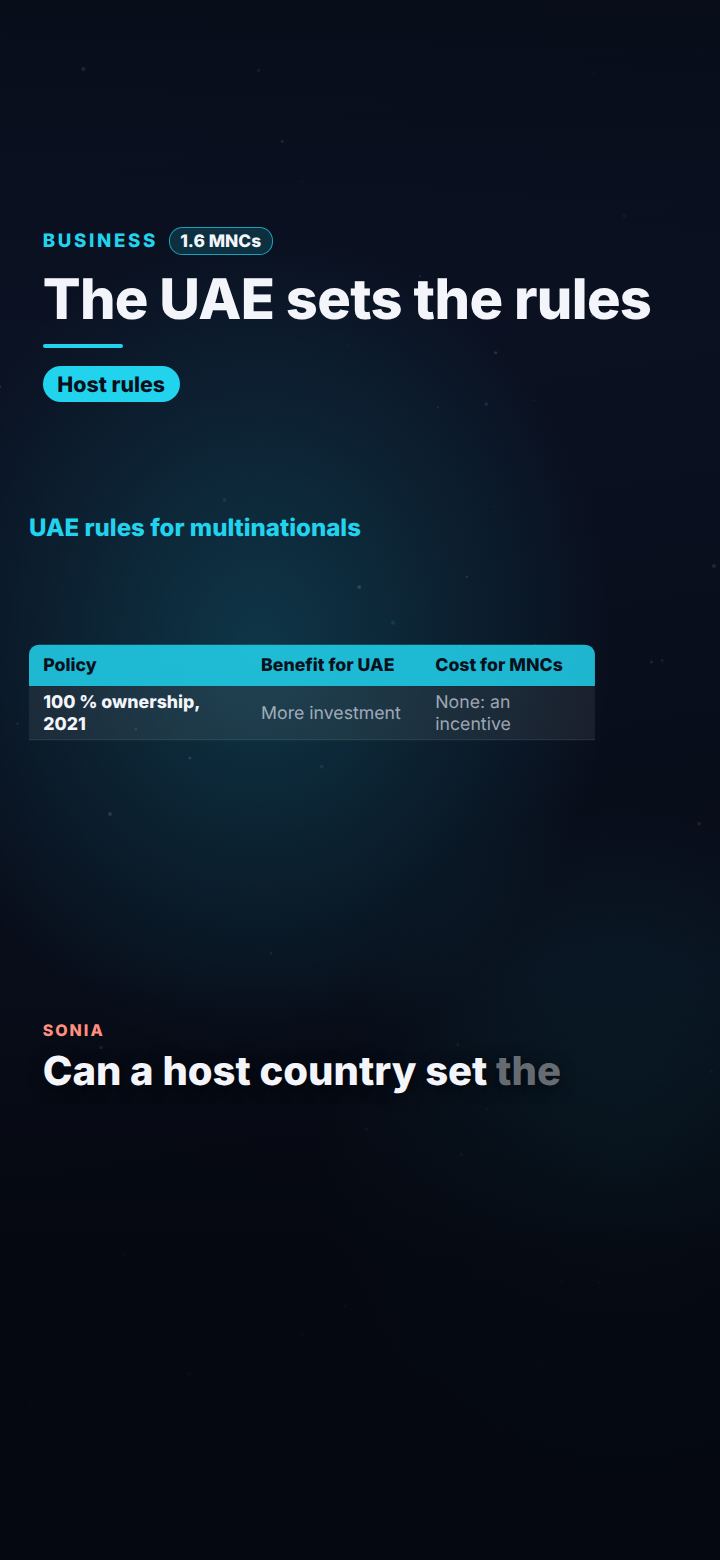 BUSINESS 1.6 MNCs
The UAE sets the rules
Host rules
UAE rules for multinationals
Policy Benefit for UAE Cost for MNCs
100 % ownership, 2021 More investment None: an incentive
SONIA
Can a host country set the